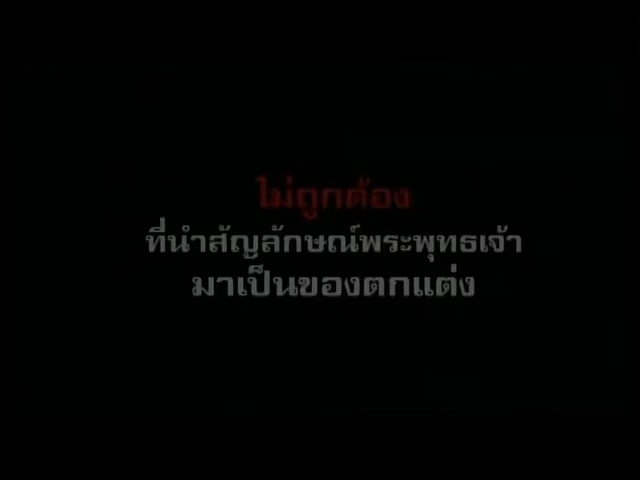 ไม่ถูกต้อง
ที่นำสัญลักษณ์พระพุทธเจ้า
มาเป็นของตกแต่ง